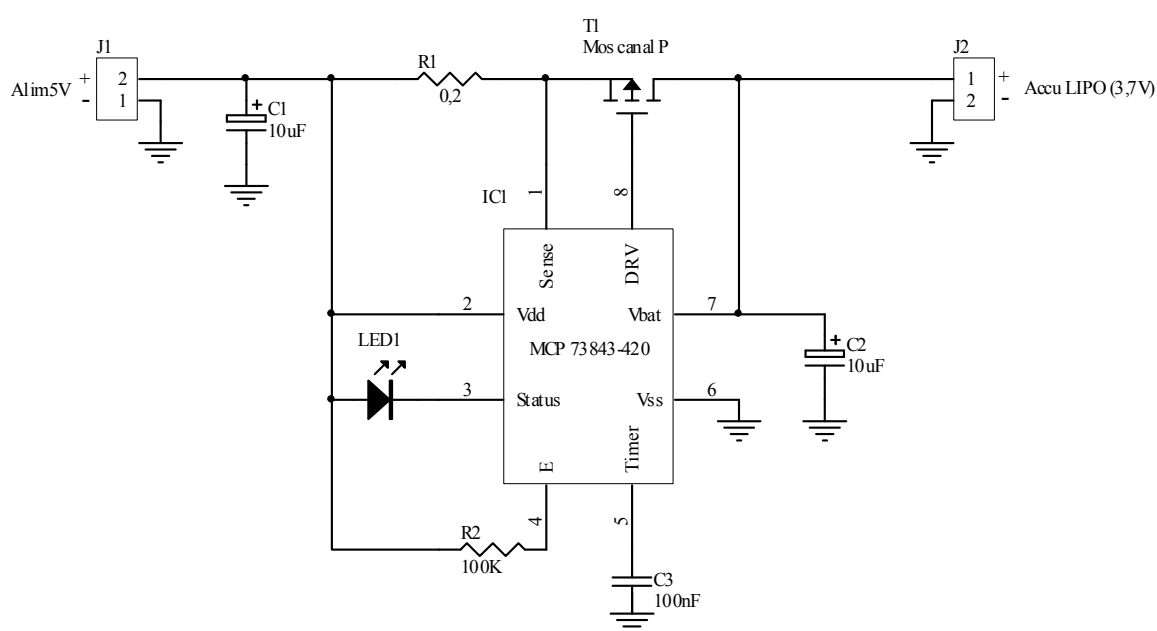 T1
Mos canal P
J1
R1
J2
Alim5V
+
-
2
1
0,2
1
2
+
-
Accu LIPO (3,7V)
+
C1
10uF
IC1
1
8
Sense
DRV
2
Vdd
Vbat
7
LED1
MCP 73843-420
+
C2
10uF
3
Status
Vss
6
E
Timer
4
5
R2
100K
C3
100nF